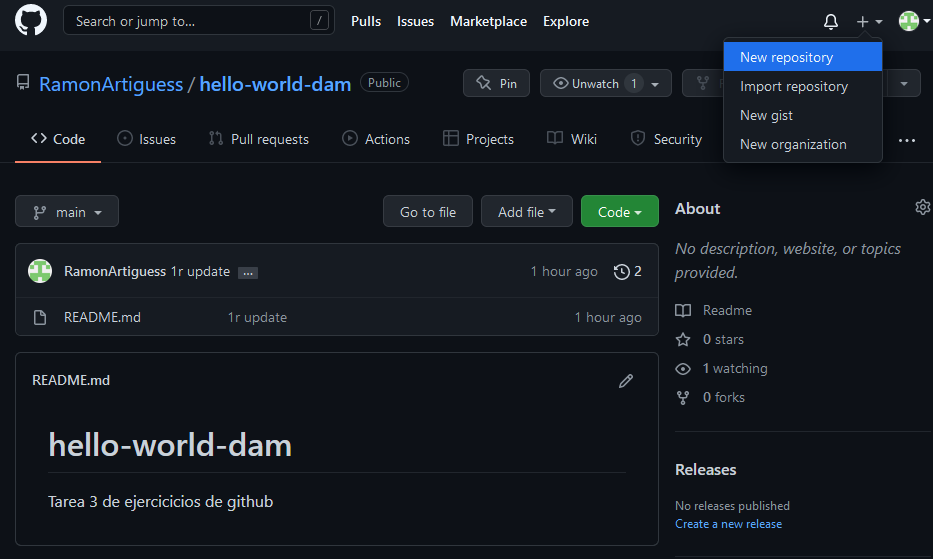 Search or jump to... /
Pulls Issues Marketplace Explore
New repository
Import repository
New gist
New organization
RamonArtiguess / hello-world-dam Public
Pin
Unwatch 1
Code Issues Pull requests Actions Projects Wiki Security ...
main
Go to file
Add file
Code
RamonArtiguess 1r update ...
1 hour ago
2
README.md 1r update 1 hour ago
README.md
hello-world-dam
Tarea 3 de ejercicicios de github
About
No description, website, or topics
provided.
Readme
0 stars
1 watching
0 forks
Releases
No releases published
Create a new release